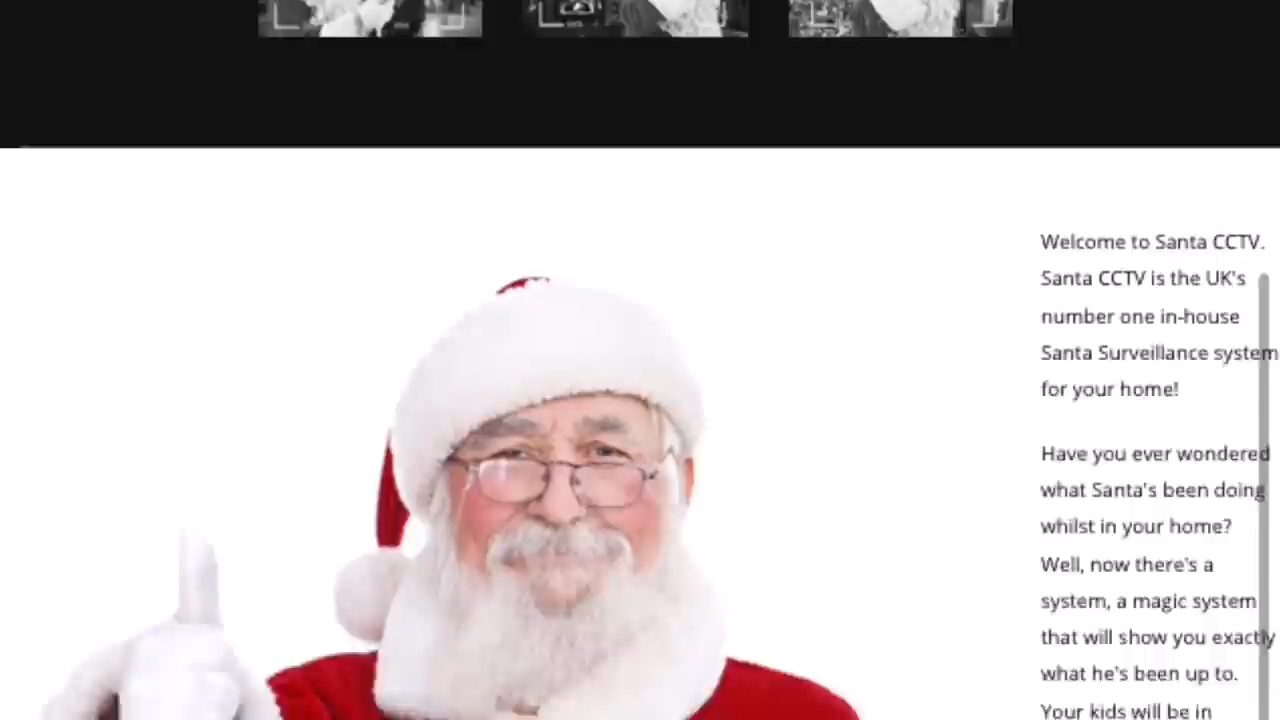 Welcome to Santa CCTV.
Santa CCTV is the UK's
number one in-house
Santa Surveillance system
for your home!
Have you ever wondered
what Santa's been doing
whilst in your home?
Well, now there's a
system, a magic system
that will show you exactly
what he's been up to.
Your kids will be in